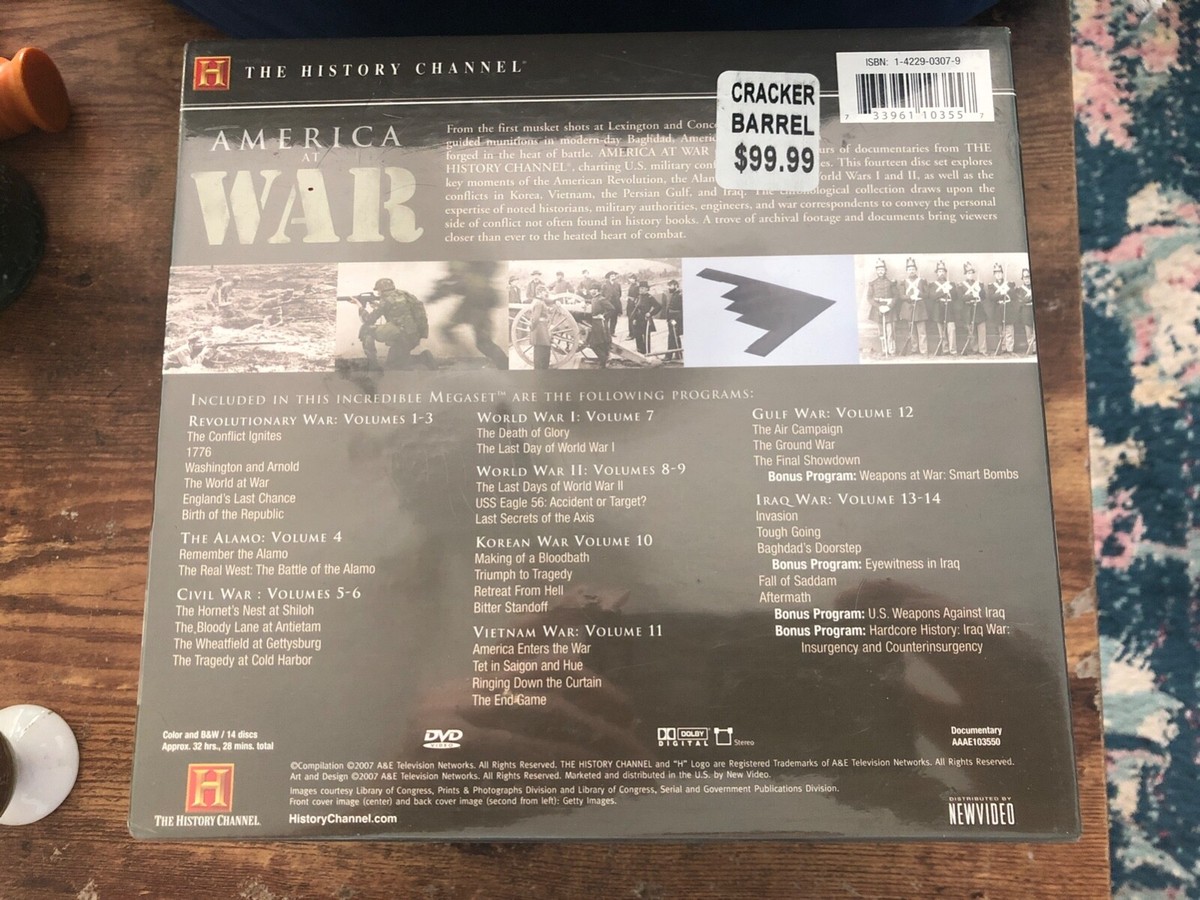 H THE HISTORY CHANNEL
ISBN: 1-4229-0307-9
7 33961 10355 7
CRACKER
BARREL
$99.99
AMERICA
AT
WAR
From the first musket shots at Lexington and
guided munitions in modern-day Baghdad,
forged in the heat of battle. AMERICA AT WAR of documentaries from THE
HISTORY CHANNEL®, charting U.S. military This fourteen disc set explores
key moments of the American Revolution, the Wars I and II, as well as the
conflicts in Korea, Vietnam, the Persian Gulf, and Iraq. The chronological collection draws upon the
expertise of noted historians, military authorities, engineers, and war correspondents to convey the personal
side of conflict not often found in history books. A trove of archival footage and documents bring viewers
closer than ever to the heated heart of combat.
INCLUDED IN THIS INCREDIBLE MEGASET™ ARE THE FOLLOWING PROGRAMS:
REVOLUTIONARY WAR: VOLUMES 1-3
The Conflict Ignites
1776
Washington and Arnold
The World at War
England's Last Chance
Birth of the Republic
THE ALAMO: VOLUME 4
Remember the Alamo
The Real West: The Battle of the Alamo
CIVIL WAR : VOLUMES 5-6
The Hornet's Nest at Shiloh
The Bloody Lane at Antietam
The Wheatfield at Gettysburg
The Tragedy at Cold Harbor
WORLD WAR I: VOLUME 7
The Death of Glory
The Last Day of World War I
WORLD WAR II: VOLUMES 8-9
The Last Days of World War II
USS Eagle 56: Accident or Target?
Last Secrets of the Axis
KOREAN WAR VOLUME 10
Making of a Bloodbath
Triumph to Tragedy
Retreat From Hell
Bitter Standoff
VIETNAM WAR: VOLUME 11
America Enters the War
Tet in Saigon and Hue
Ringing Down the Curtain
The End Game
GULF WAR: VOLUME 12
The Air Campaign
The Ground War
The Final Showdown
Bonus Program: Weapons at War: Smart Bombs
IRAQ WAR: VOLUME 13-14
Invasion
Tough Going
Baghdad's Doorstep
Bonus Program: Eyewitness in Iraq
Fall of Saddam
Aftermath
Bonus Program: U.S. Weapons Against Iraq
Bonus Program: Hardcore History: Iraq War:
Insurgency and Counterinsurgency
Color and B&W / 14 discs
Approx. 32 hrs., 28 mins. total
DVD
VIDEO
DOLBY
DIGITAL Stereo
Documentary
AAAE103550
©Compilation ©2007 A&E Television Networks. All Rights Reserved. THE HISTORY CHANNEL and "H" Logo are Registered Trademarks of A&E Television Networks. All Rights Reserved.
Art and Design ©2007 A&E Television Networks. All Rights Reserved. Marketed and distributed in the U.S. by New Video.
Images courtesy Library of Congress, Prints & Photographs Division and Library of Congress, Serial and Government Publications Division.
Front cover image (center) and back cover image (second from left): Getty Images.
H
THE HISTORY CHANNEL.
HistoryChannel.com
DISTRIBUTED BY
NEWVIDEO